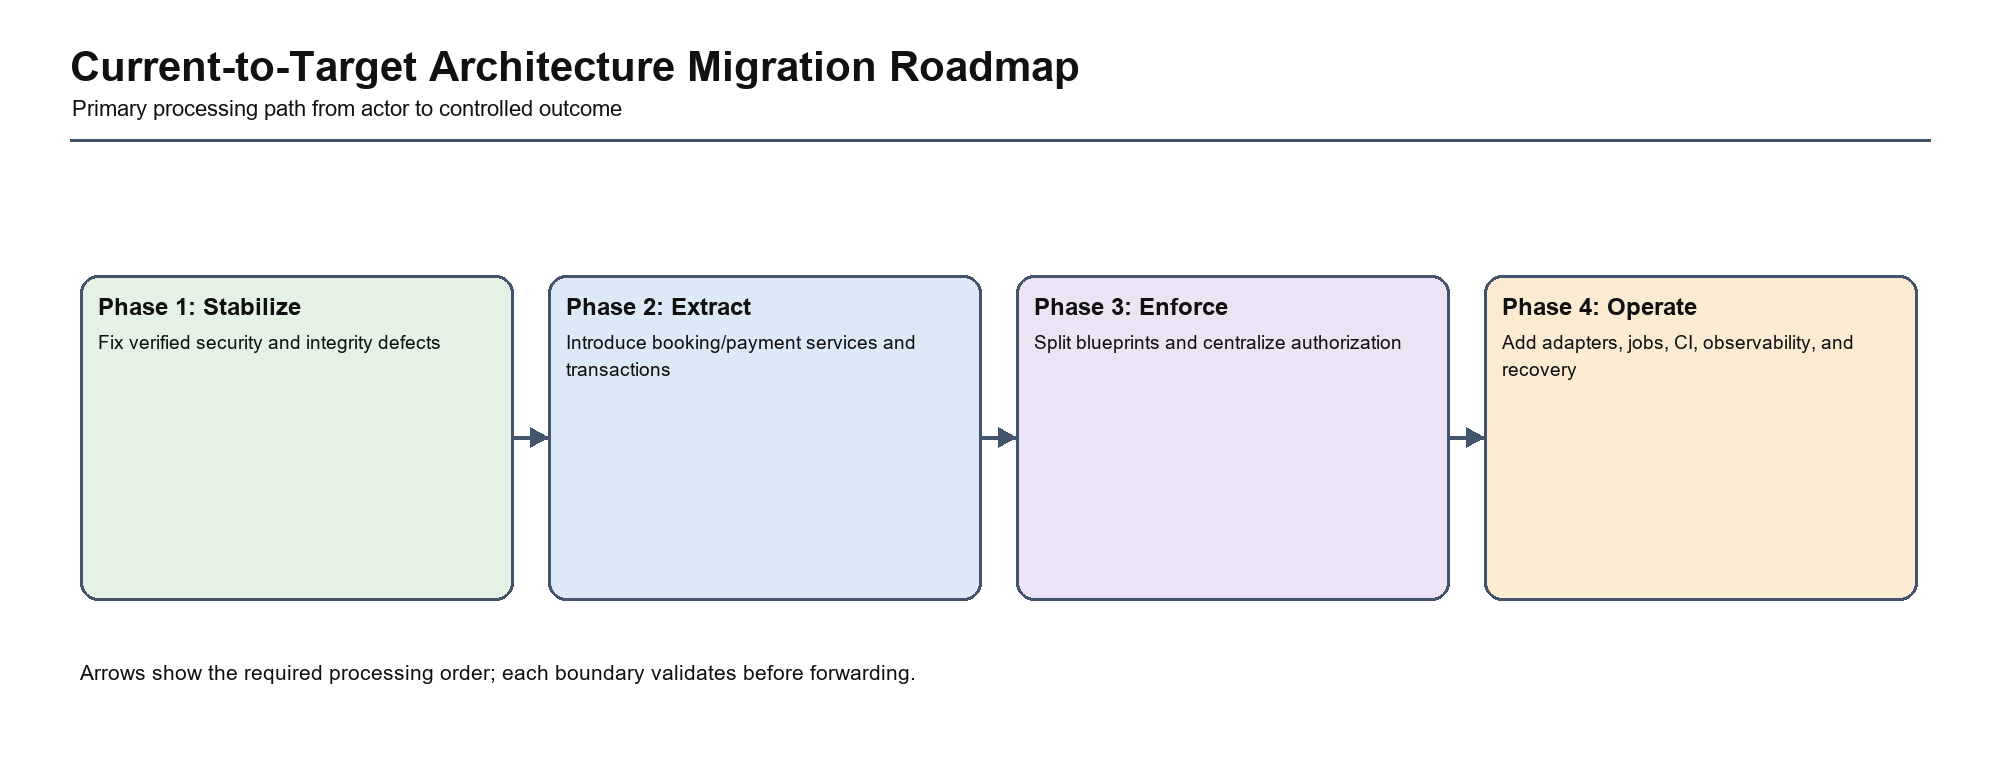 Current-to-Target Architecture Migration Roadmap
Primary processing path from actor to controlled outcome
Phase 1: Stabilize
Fix verified security and integrity defects
Phase 2: Extract
Introduce booking/payment services and
transactions
Phase 3: Enforce
Split blueprints and centralize authorization
Phase 4: Operate
Add adapters, jobs, CI, observability, and
recovery
Arrows show the required processing order; each boundary validates before forwarding.